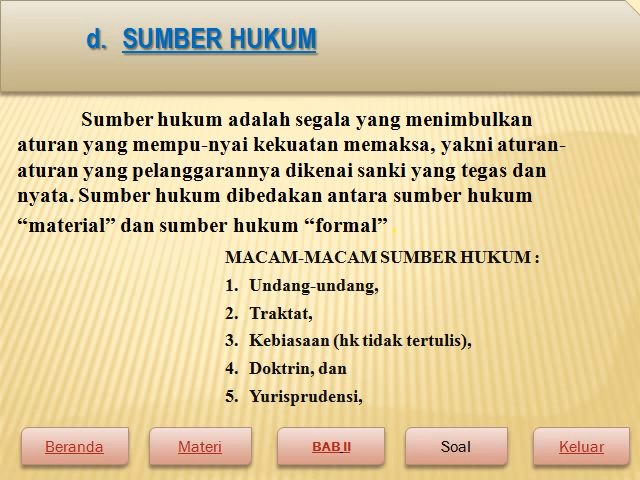 d. SUMBER HUKUM
Sumber hukum adalah segala yang menimbulkan
aturan yang mempu-nyai kekuatan memaksa, yakni aturan-
aturan yang pelanggarannya dikenai sanki yang tegas dan
nyata. Sumber hukum dibedakan antara sumber hukum
“material” dan sumber hukum “formal” .
MACAM-MACAM SUMBER HUKUM :
1. Undang-undang,
2. Traktat,
3. Kebiasaan (hk tidak tertulis),
4. Doktrin, dan
5. Yurisprudensi,
Beranda Materi BAB II Soal Keluar